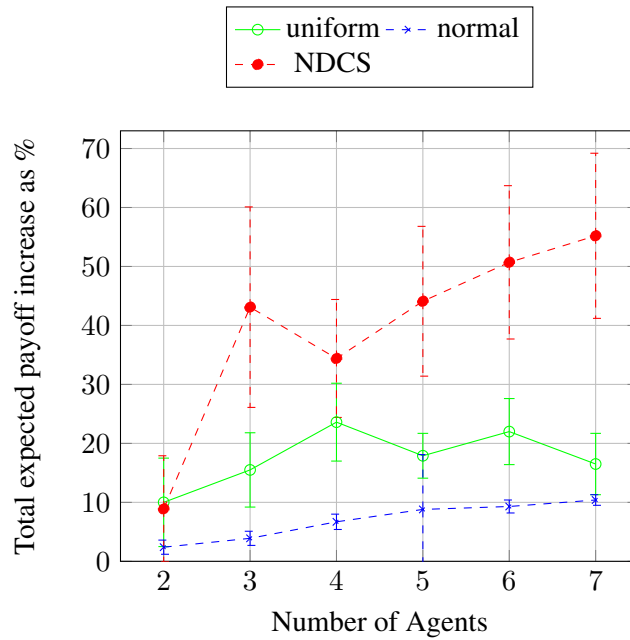 uniform normal
NDCS
Total expected payoff increase as %
70
60
50
40
30
20
10
0
2 3 4 5 6 7
Number of Agents